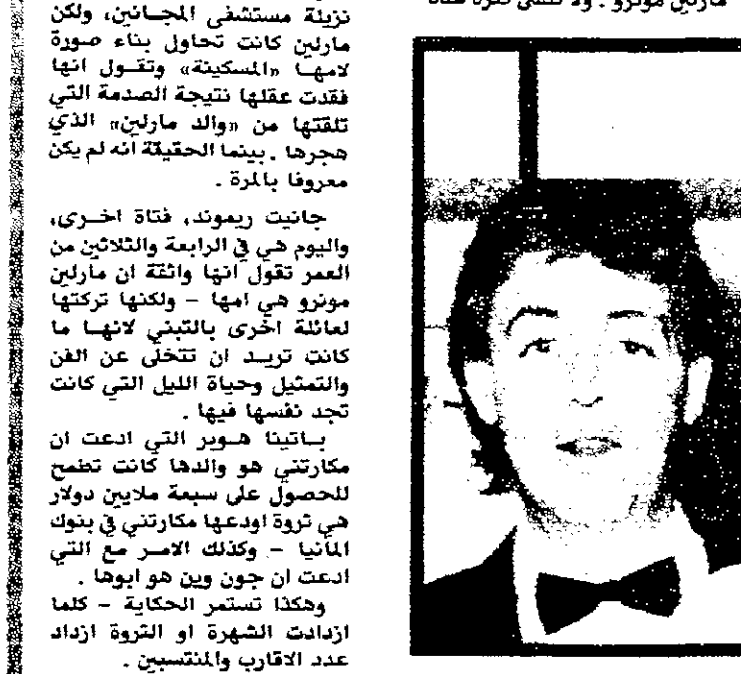 نزيلة مستشفى المجانين، ولكن
مارلين كانت تحاول بناء صورة
لامها «المسكينة» وتقول انها
فقدت عقلها نتيجة الصدمة التي
تلقتها من «والد مارلين» الذي
هجرها . بينما الحقيقة انه لم يكن
معروفا بالمرة .
جانيت ريموند، فتاة اخرى،
واليوم هي في الرابعة والثلاثين من
العمر تقول انها واثقة ان مارلين
مونرو هي امها – ولكنها تركتها
لعائلة اخرى بالتبني لانها ما
كانت تريد ان تتخلى عن الفن
والتمثيل وحياة الليل التي كانت
تجد نفسها فيها .
باتينا هوبر التي ادعت ان
مكارتني هو والدها كانت تطمح
للحصول على سبعة ملايين دولار
هي ثروة اودعها مكارتني في بنوك
المانيا – وكذلك الامر مع التي
ادعت ان جون وين هو ابوها .
وهكذا تستمر الحكاية – كلما
ازدادت الشهرة او الثروة ازداد
عدد الاقارب والمنتسبين .